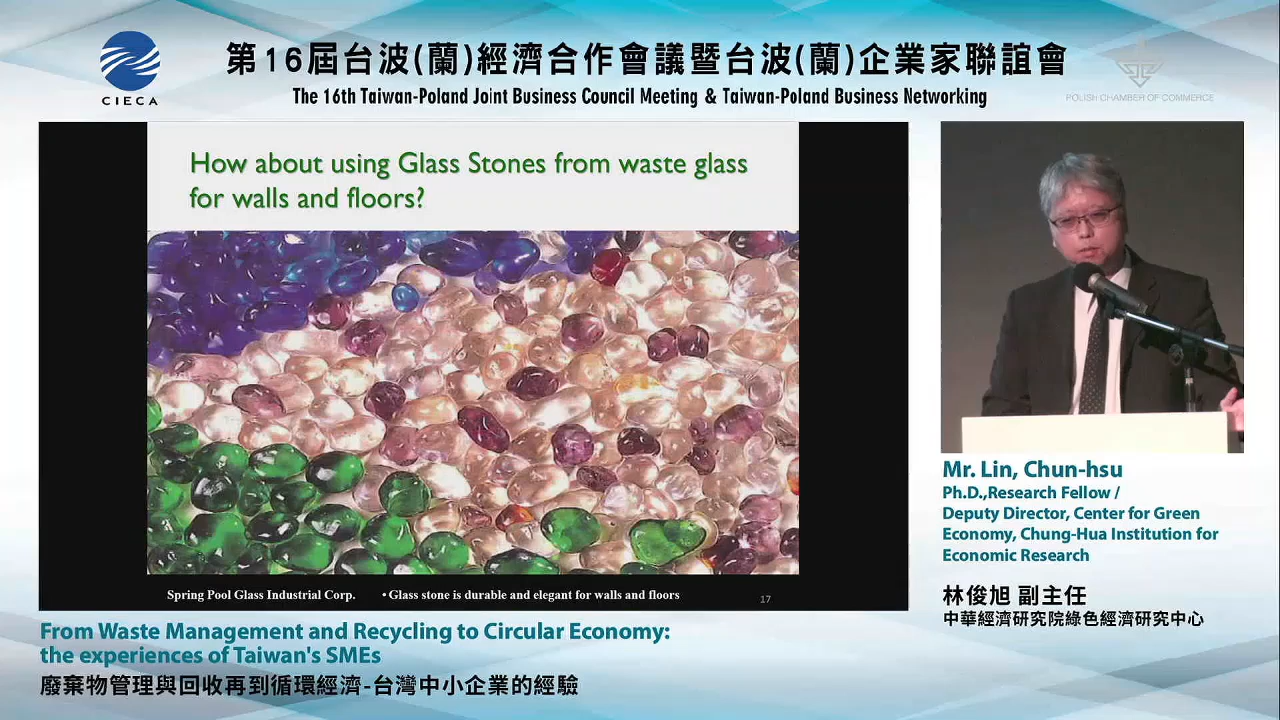 CIECA
第16屆台波(蘭)經濟合作會議暨台波(蘭)企業家聯誼會
The 16th Taiwan-Poland Joint Business Council Meeting & Taiwan-Poland Business Networking
POLISH CHAMBER OF COMMERCE
How about using Glass Stones from waste glass
for walls and floors?
Spring Pool Glass Industrial Corp.
• Glass stone is durable and elegant for walls and floors
17
Mr. Lin, Chun-hsu
Ph.D.,Research Fellow /
Deputy Director, Center for Green
Economy, Chung-Hua Institution for
Economic Research
林俊旭 副主任
中華經濟研究院綠色經濟研究中心
From Waste Management and Recycling to Circular Economy:
the experiences of Taiwan's SMEs
廢棄物管理與回收再到循環經濟-台灣中小企業的經驗